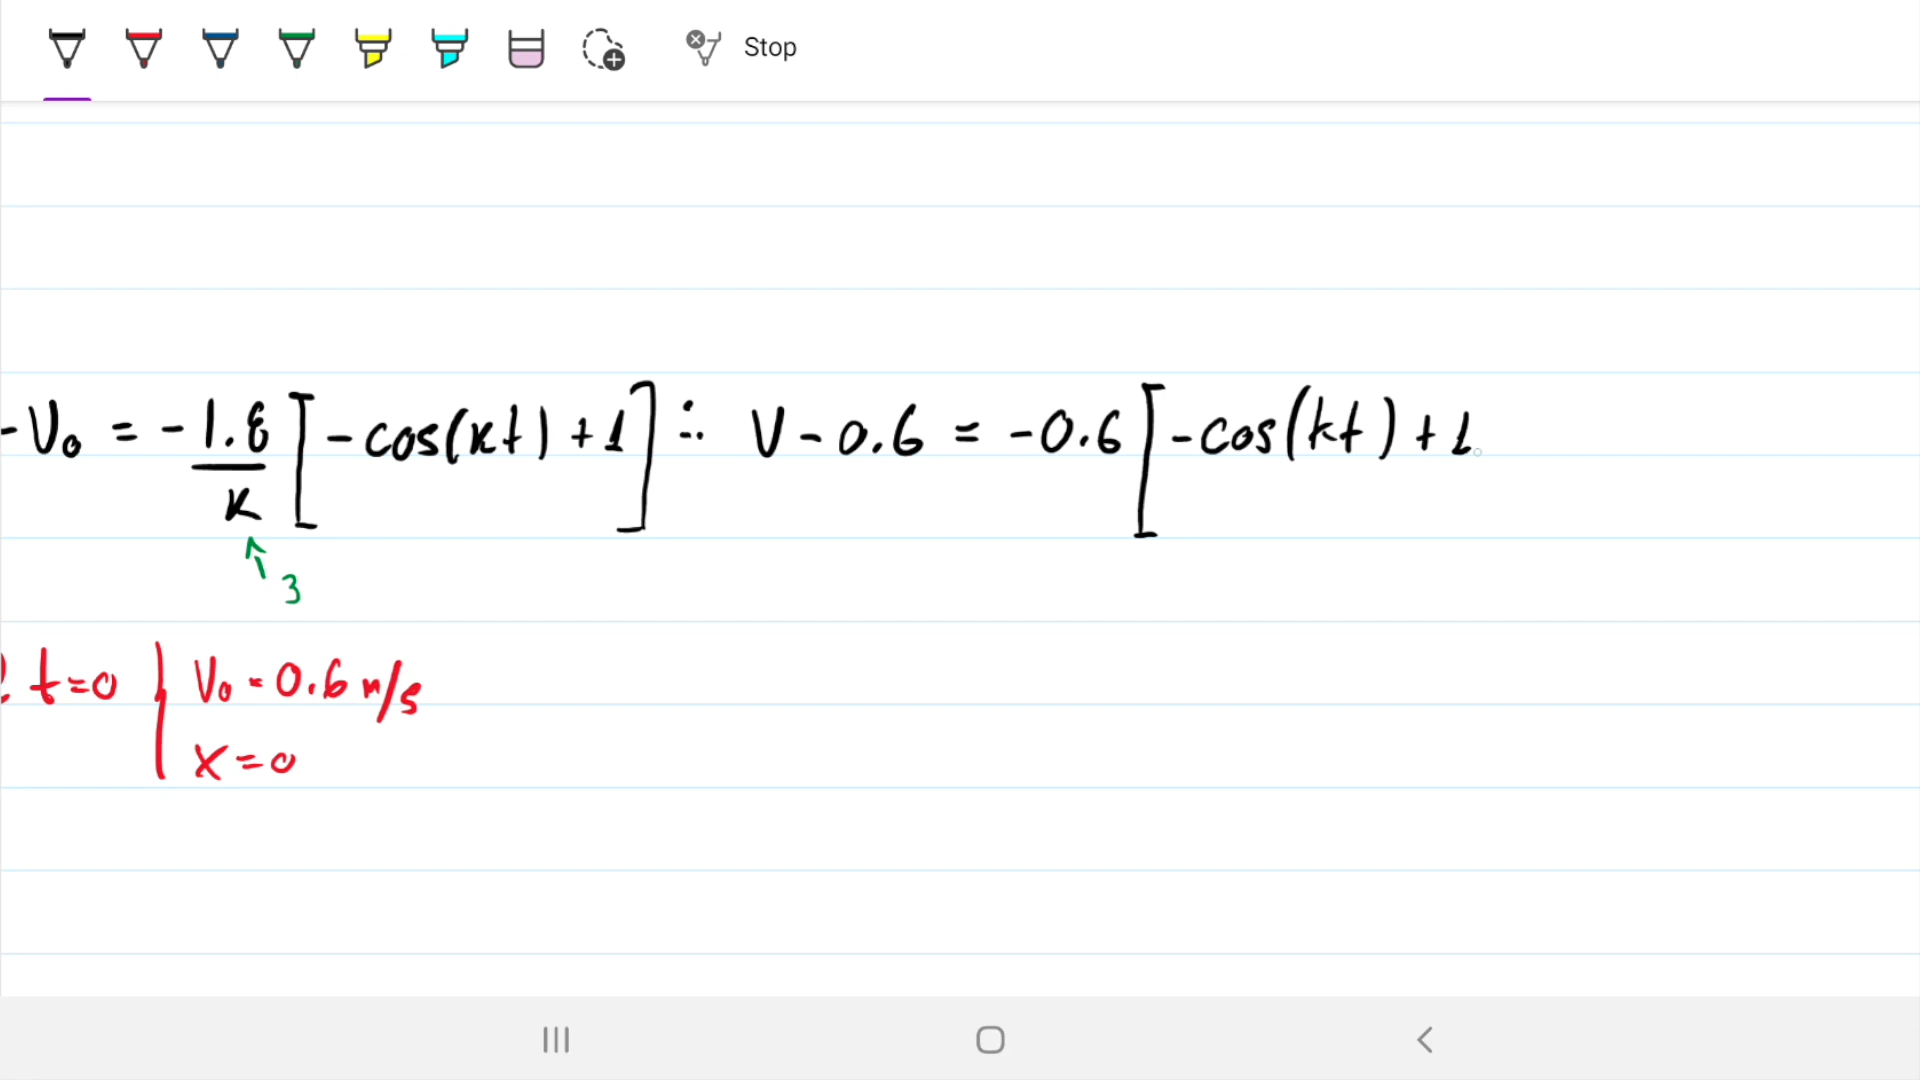 Stop
-V₀ = -1.8/k [-cos(kt)+1] ∴ V-0.6 = -0.6[-cos(kt)+1
3
t=0 { V₀ = 0.6 m/s
x=0